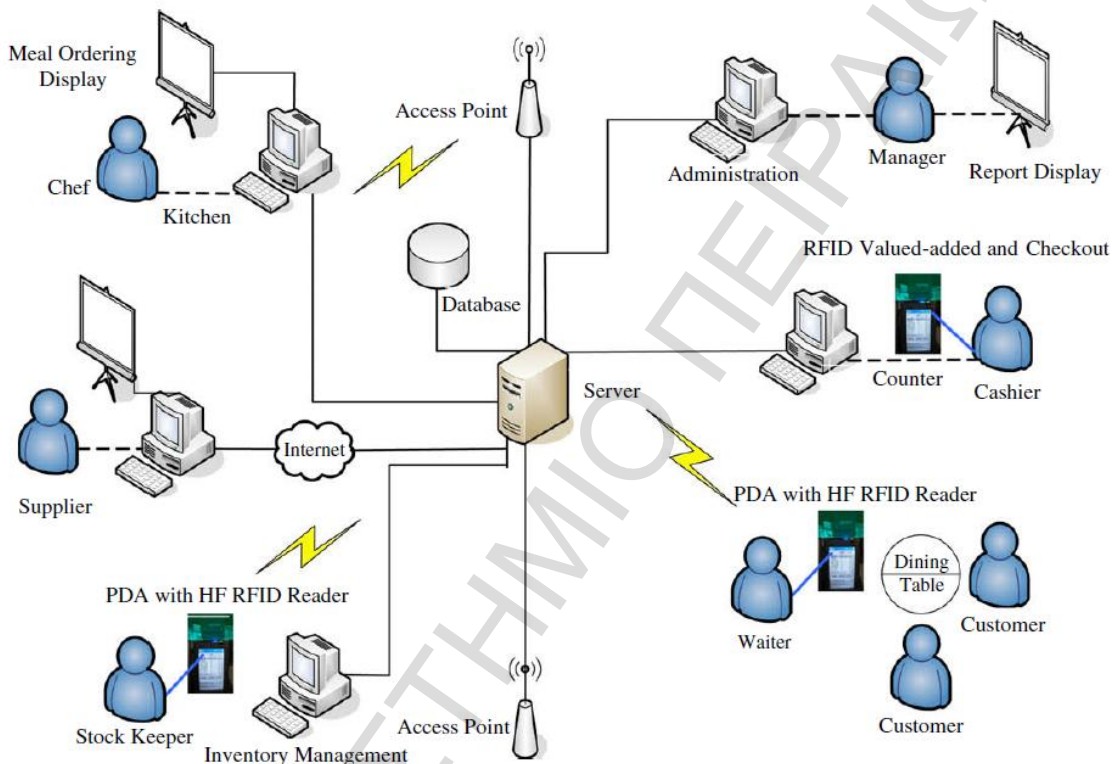 Meal Ordering
Display
Access Point
Chef
Kitchen
Administration
Manager
Report Display
RFID Valued-added and Checkout
Database
Counter
Cashier
Server
Internet
Supplier
PDA with HF RFID Reader
Dining
Table
Waiter
Customer
Customer
PDA with HF RFID Reader
Stock Keeper
Inventory Management
Access Point
ΠΕΙΡΑΙΩ
ΣΤΗΜΙΟ